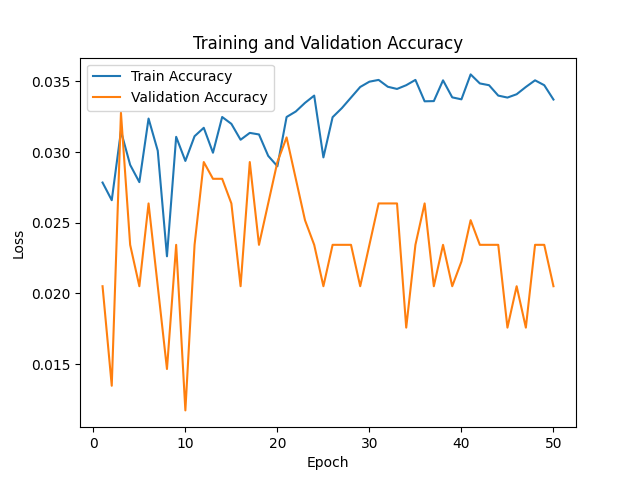 Training and Validation Accuracy
Train Accuracy
Validation Accuracy
0.035
0.030
0.025
0.020
0.015
Loss
0 10 20 30 40 50
Epoch